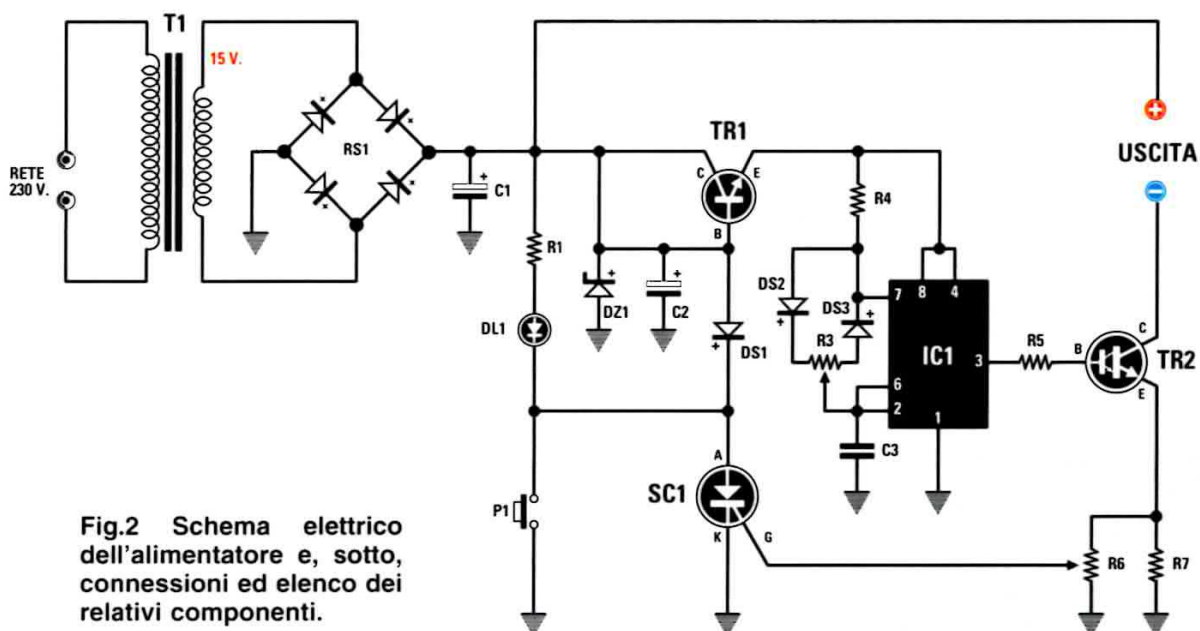 T1
15 V.
RETE
230 V.
RS1
+
C1
R1
DL1
P1
+
DZ1
+
C2
TR1
C
E
B
DS1
+
SC1
A
K
G
R4
DS2
+
DS3
+
R3
C3
7
8
4
IC1
3
6
2
1
R5
B
C
TR2
E
+
USCITA
−
R6
R7
Fig.2 Schema elettrico
dell'alimentatore e, sotto,
connessioni ed elenco dei
relativi componenti.